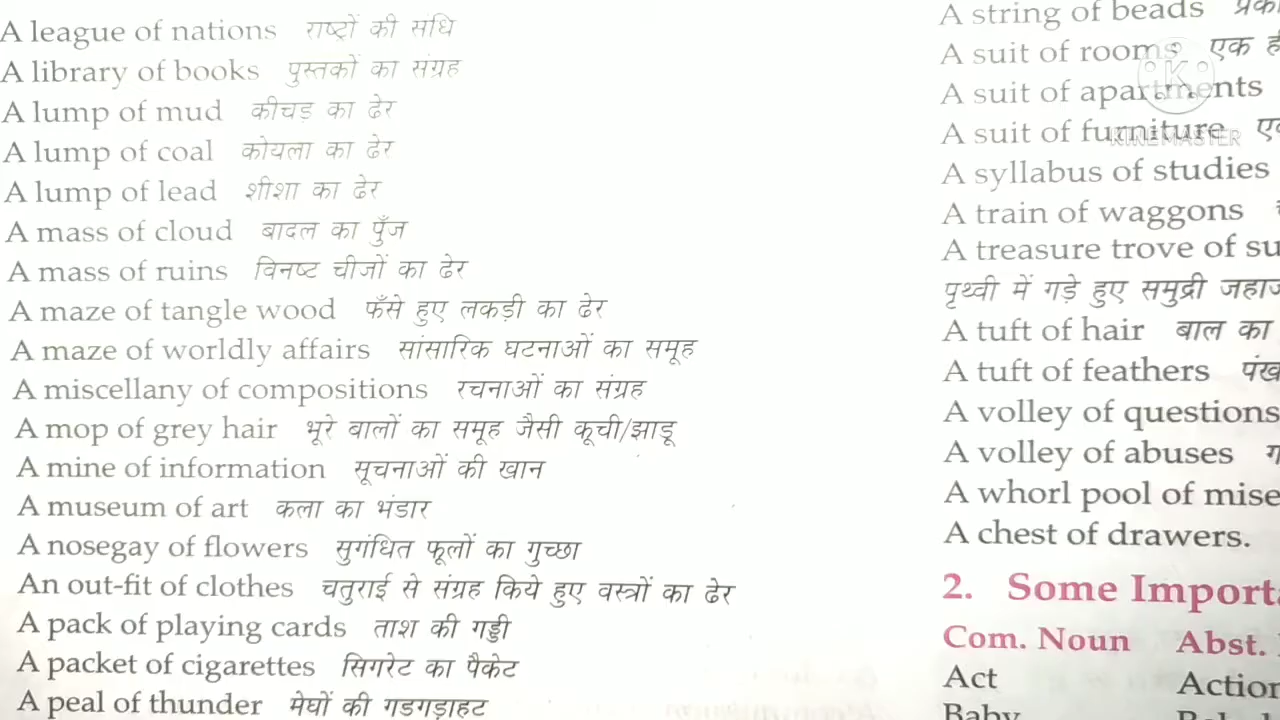 A league of nations राष्ट्रों की संधि
A library of books पुस्तकों का संग्रह
A lump of mud कीचड़ का ढेर
A lump of coal कोयला का ढेर
A lump of lead शीशा का ढेर
A mass of cloud बादल का पुँज
A mass of ruins विनष्ट चीजों का ढेर
A maze of tangle wood फँसे हुए लकड़ी का ढेर
A maze of worldly affairs सांसारिक घटनाओं का समूह
A miscellany of compositions रचनाओं का संग्रह
A mop of grey hair भूरे बालों का समूह जैसी कूची/झाडू
A mine of information सूचनाओं की खान
A museum of art कला का भंडार
A nosegay of flowers सुगंधित फूलों का गुच्छा
An out-fit of clothes चतुराई से संग्रह किये हुए वस्त्रों का ढेर
A pack of playing cards ताश की गड्डी
A packet of cigarettes सिगरेट का पैकेट
A peal of thunder मेघों की गडगड़ाहट
A string of beads
A suit of rooms एक
A suit of apartments
A suit of furniture
A syllabus of studies
A train of waggons
A treasure trove of
पृथ्वी में गड़े हुए समुद्री
A tuft of hair बाल का
A tuft of feathers
A volley of questions
A volley of abuses
A whorl pool of
A chest of drawers.
2. Some
Com. Noun Abst.
Act Action
Baby
KINEMASTER